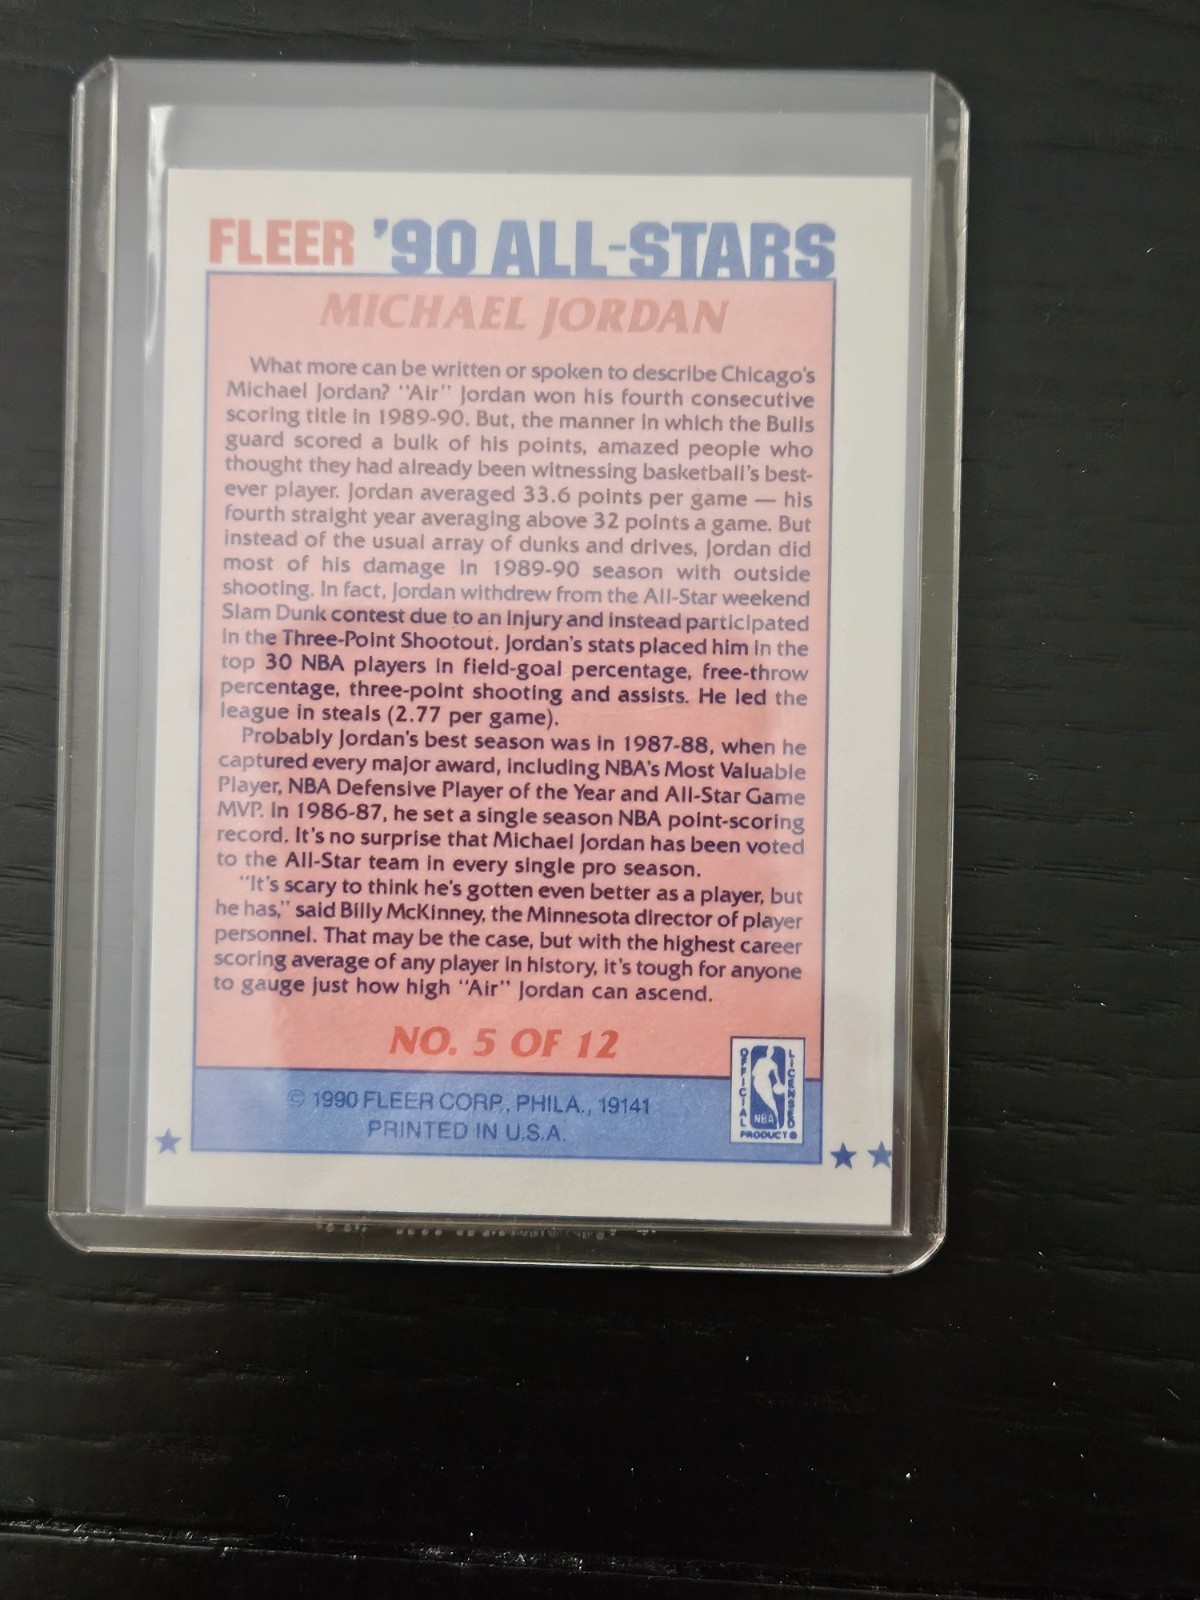 FLEER '90 ALL-STARS
MICHAEL JORDAN
What more can be written or spoken to describe Chicago's
Michael Jordan? "Air" Jordan won his fourth consecutive
scoring title in 1989-90. But, the manner in which the Bulls
guard scored a bulk of his points, amazed people who
thought they had already been witnessing basketball's best-
ever player. Jordan averaged 33.6 points per game — his
fourth straight year averaging above 32 points a game. But
instead of the usual array of dunks and drives, Jordan did
most of his damage in 1989-90 season with outside
shooting. In fact, Jordan withdrew from the All-Star weekend
Slam Dunk contest due to an injury and instead participated
in the Three-Point Shootout. Jordan's stats placed him in the
top 30 NBA players in field-goal percentage, free-throw
percentage, three-point shooting and assists. He led the
league in steals (2.77 per game).
Probably Jordan's best season was in 1987-88, when he
captured every major award, including NBA's Most Valuable
Player, NBA Defensive Player of the Year and All-Star Game
MVP. In 1986-87, he set a single season NBA point-scoring
record. It's no surprise that Michael Jordan has been voted
to the All-Star team in every single pro season.
"It's scary to think he's gotten even better as a player, but
he has," said Billy McKinney, the Minnesota director of player
personnel. That may be the case, but with the highest career
scoring average of any player in history, it's tough for anyone
to gauge just how high "Air" Jordan can ascend.
NO. 5 OF 12
© 1990 FLEER CORP., PHILA., 19141
PRINTED IN U.S.A.
OFFICIAL
NBA
LICENSED
PRODUCT®